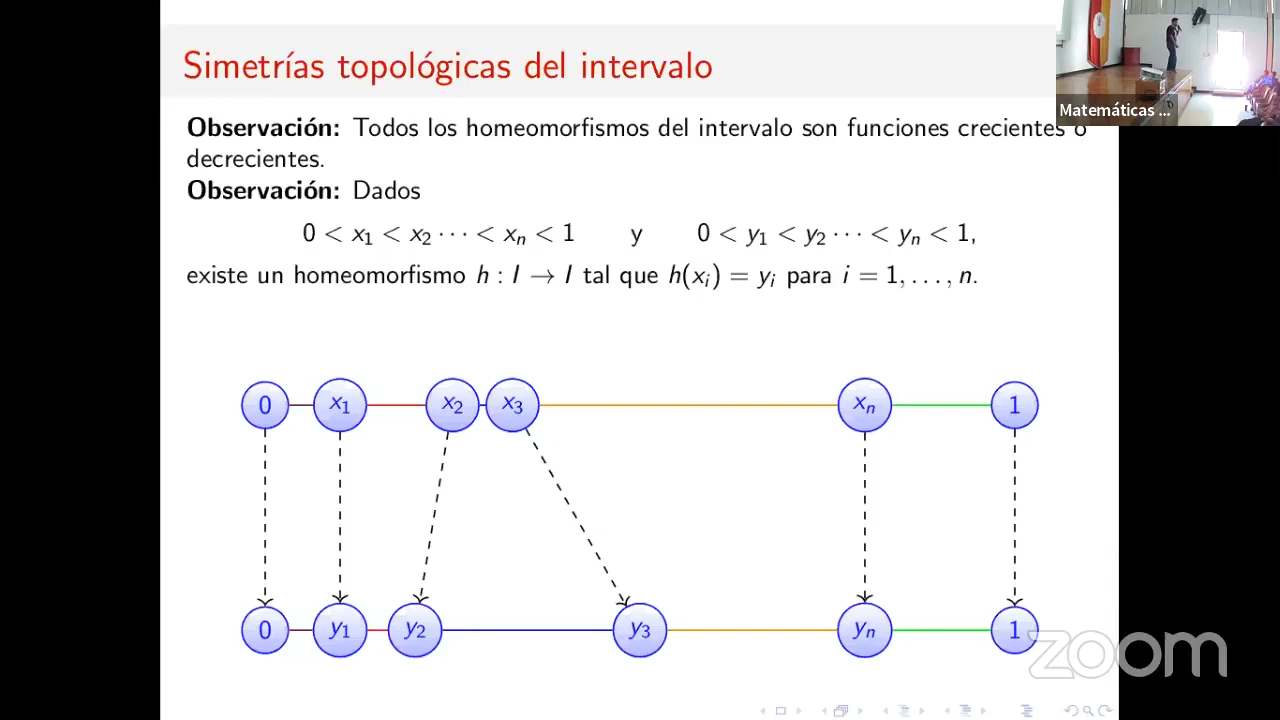 Simetrías topológicas del intervalo
Matemáticas ...
Observación: Todos los homeomorfismos del intervalo son funciones crecientes o
decrecientes.
Observación: Dados
0 < x₁ < x₂ ··· < xₙ < 1 y 0 < y₁ < y₂ ··· < yₙ < 1,
existe un homeomorfismo h : I → I tal que h(xᵢ) = yᵢ para i = 1, . . . , n.
0 x₁ x₂ x₃ xₙ 1
0 y₁ y₂ y₃ yₙ 1
zoom